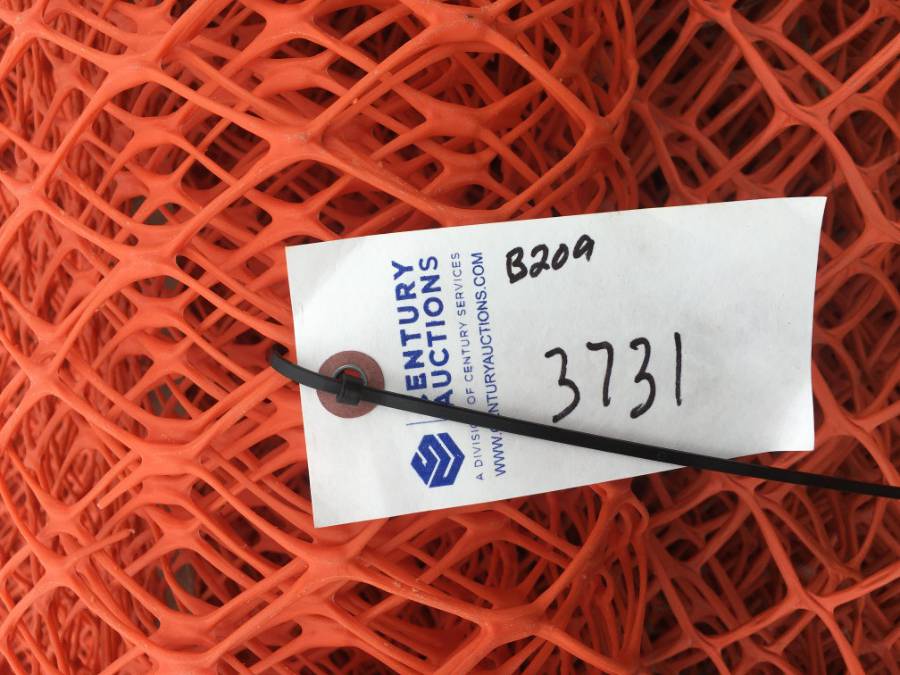 CENTURY
AUCTIONS
A DIVISION OF CENTURY SERVICES
WWW.CENTURYAUCTIONS.COM
B209
3731